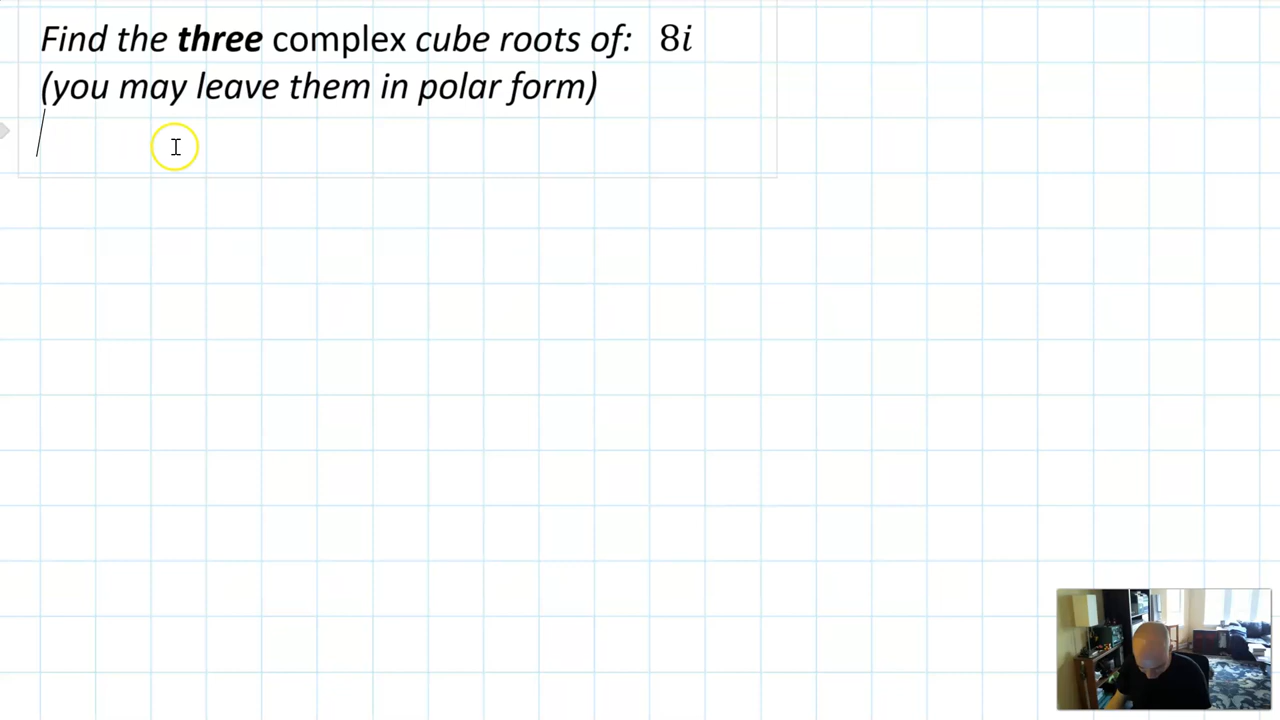 Find the three complex cube roots of: 8i
(you may leave them in polar form)